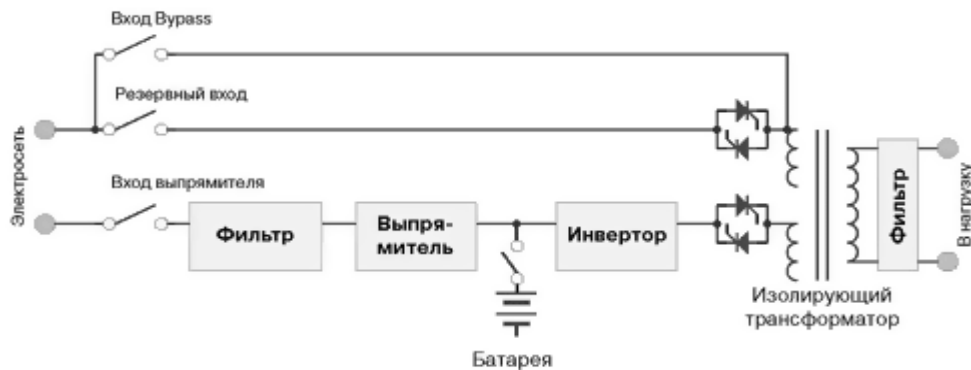 Вход Bypass
Резервный вход
Электросеть
Вход выпрямителя
Фильтр
Выпря-
митель
Инвертор
Фильтр
В нагрузку
Изолирующий
трансформатор
Батарея